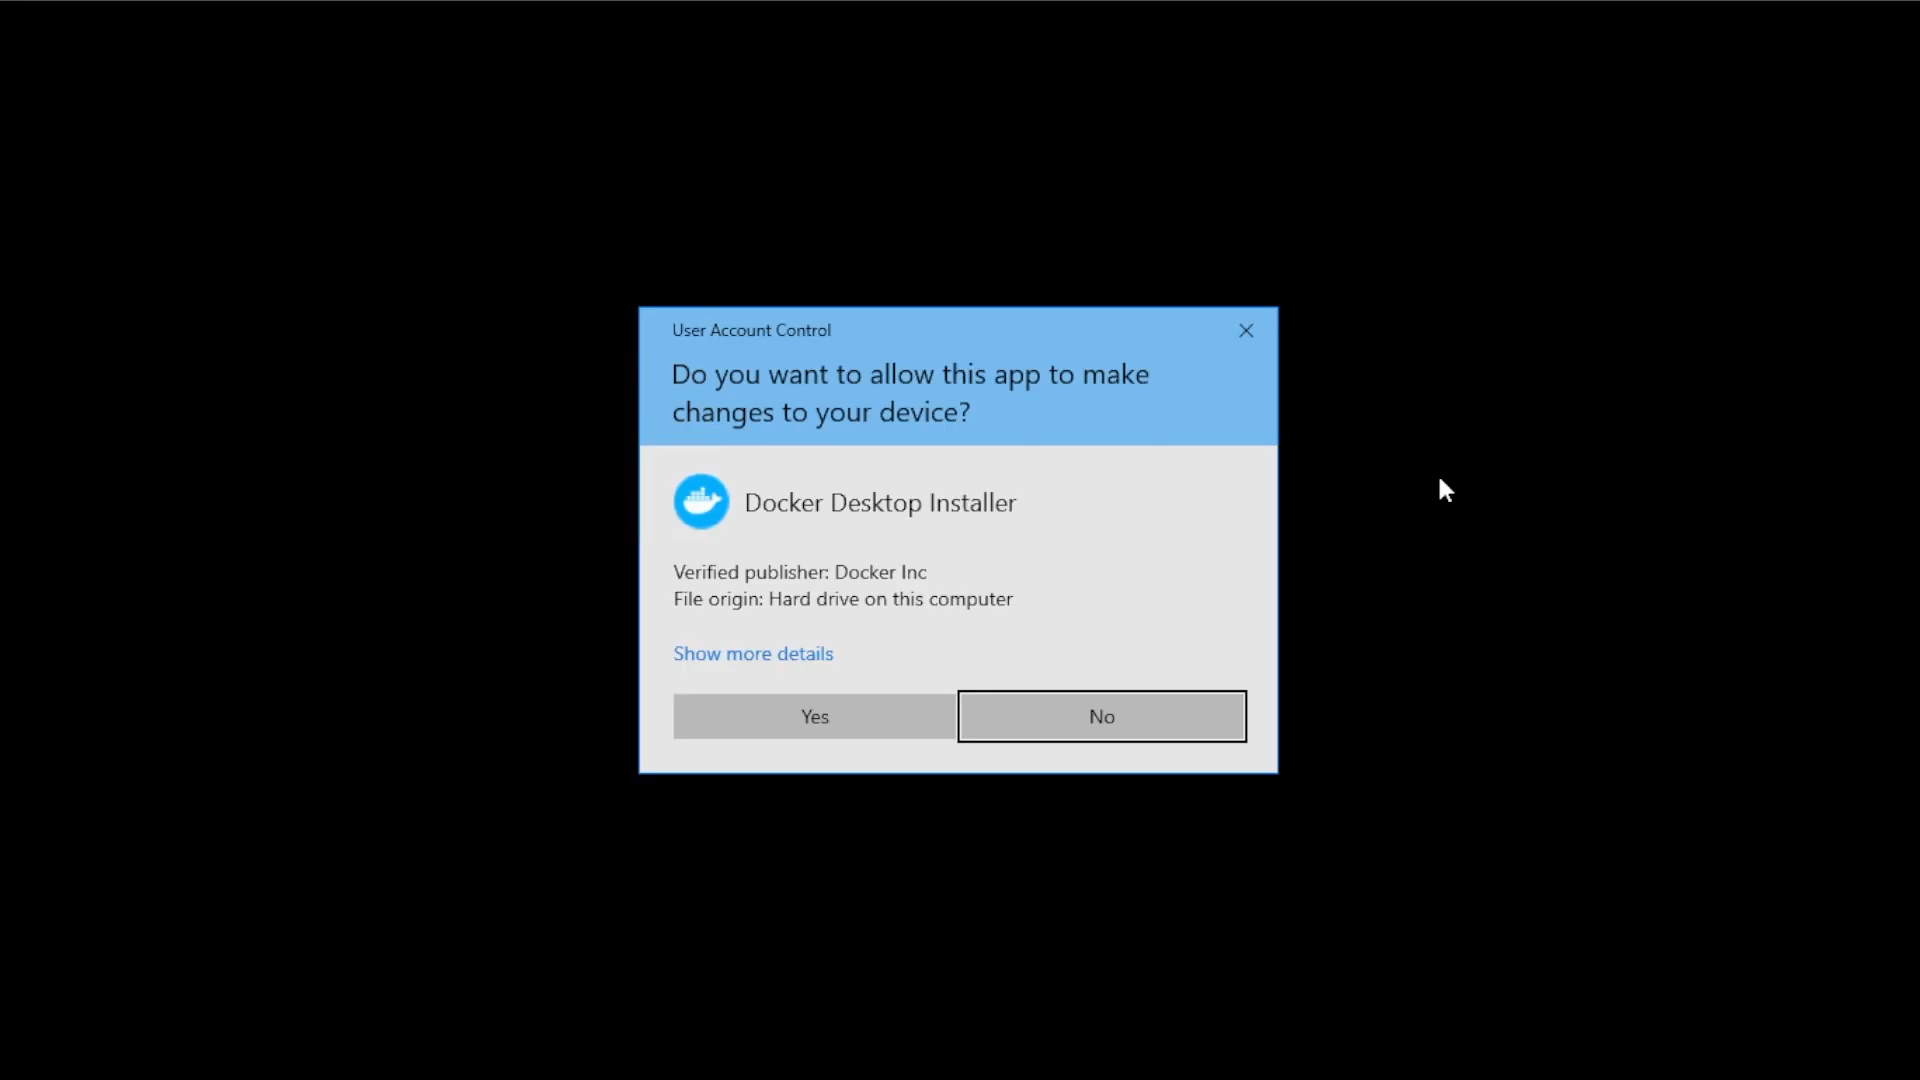 User Account Control
Do you want to allow this app to make
changes to your device?
Docker Desktop Installer
Verified publisher: Docker Inc
File origin: Hard drive on this computer
Show more details
Yes
No